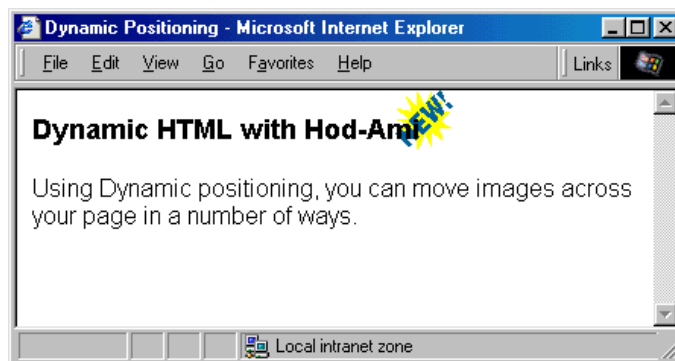 Dynamic Positioning - Microsoft Internet Explorer
File Edit View Go Favorites Help Links
Dynamic HTML with Hod-Ami
NEW!
Using Dynamic positioning, you can move images across
your page in a number of ways.
Local intranet zone